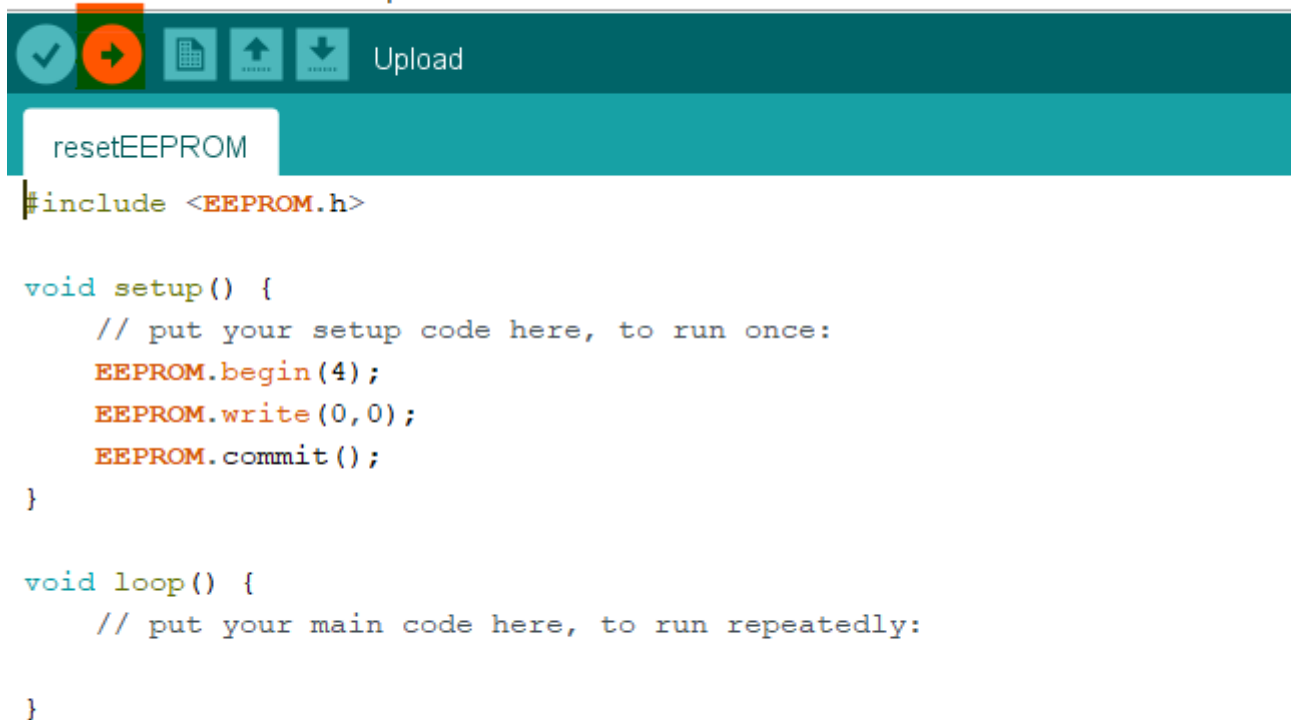 Upload
resetEEPROM
#include <EEPROM.h>
void setup() {
    // put your setup code here, to run once:
    EEPROM.begin(4);
    EEPROM.write(0,0);
    EEPROM.commit();
}
void loop() {
    // put your main code here, to run repeatedly:
}